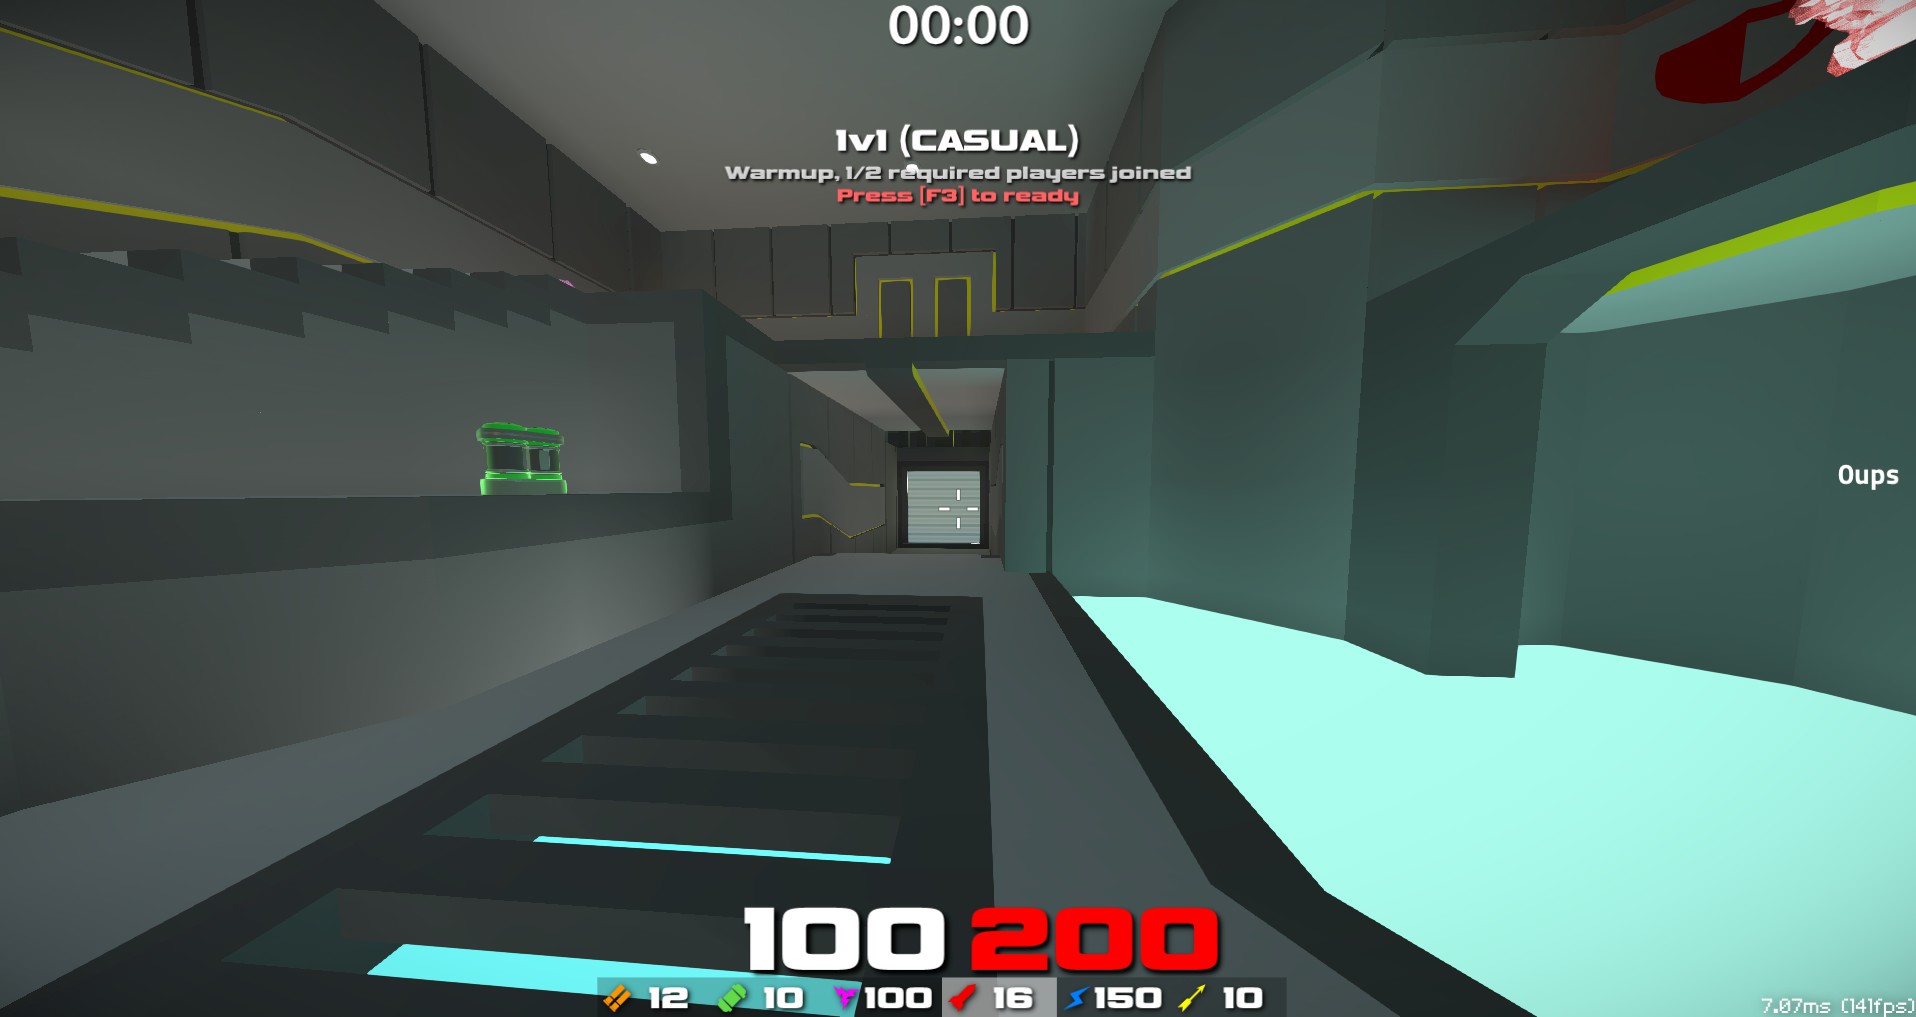 00:00
1v1 (CASUAL)
Warmup, 1/2 required players joined
Press [F3] to ready
Oups
100 200
12 10 100 16 150 10
7.07ms (141fps)